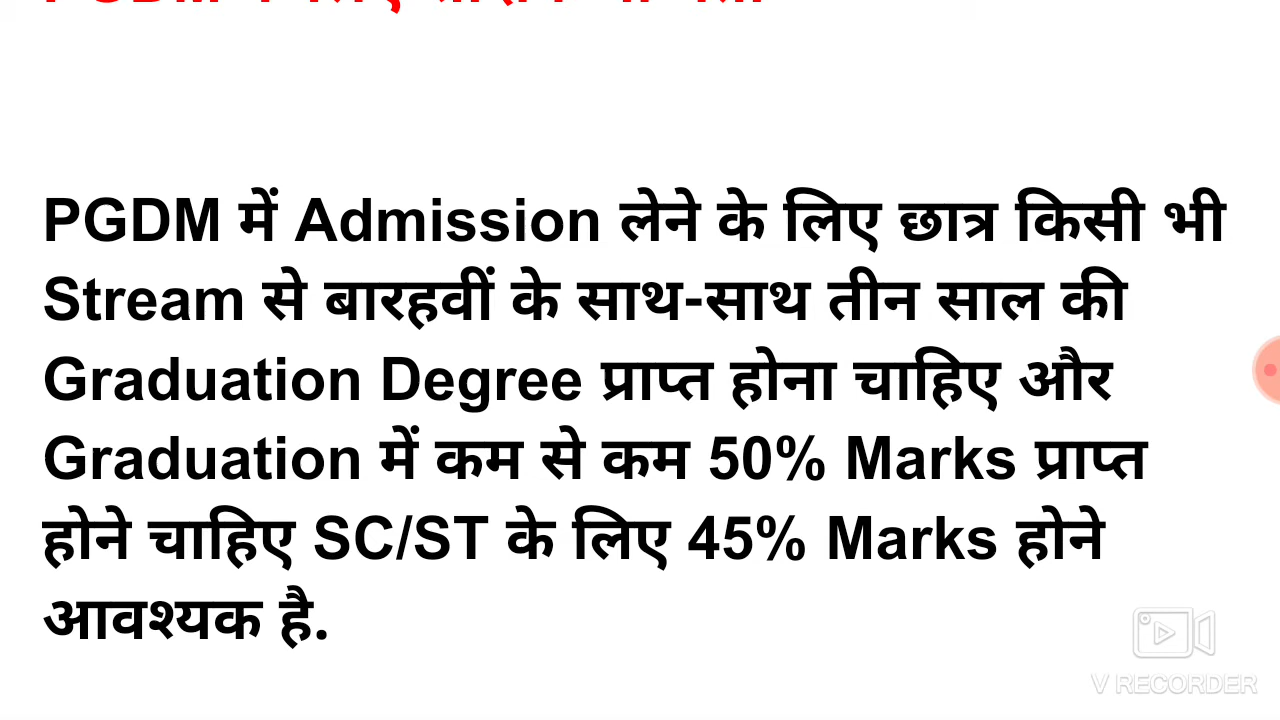 PGDM में Admission लेने के लिए छात्र किसी भी
Stream से बारहवीं के साथ-साथ तीन साल की
Graduation Degree प्राप्त होना चाहिए और
Graduation में कम से कम 50% Marks प्राप्त
होने चाहिए SC/ST के लिए 45% Marks होने
आवश्यक है.
V RECORDER